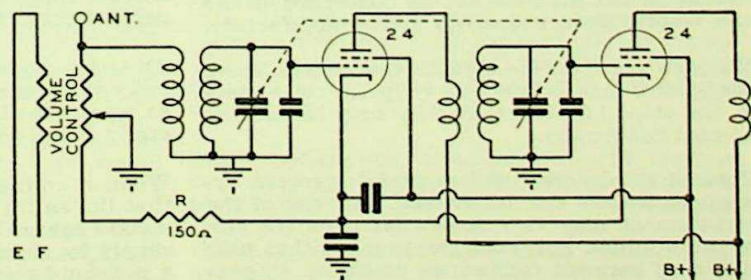 ANT.
24
24
VOLUME
CONTROL
R
150Ω
E F
B+
B+